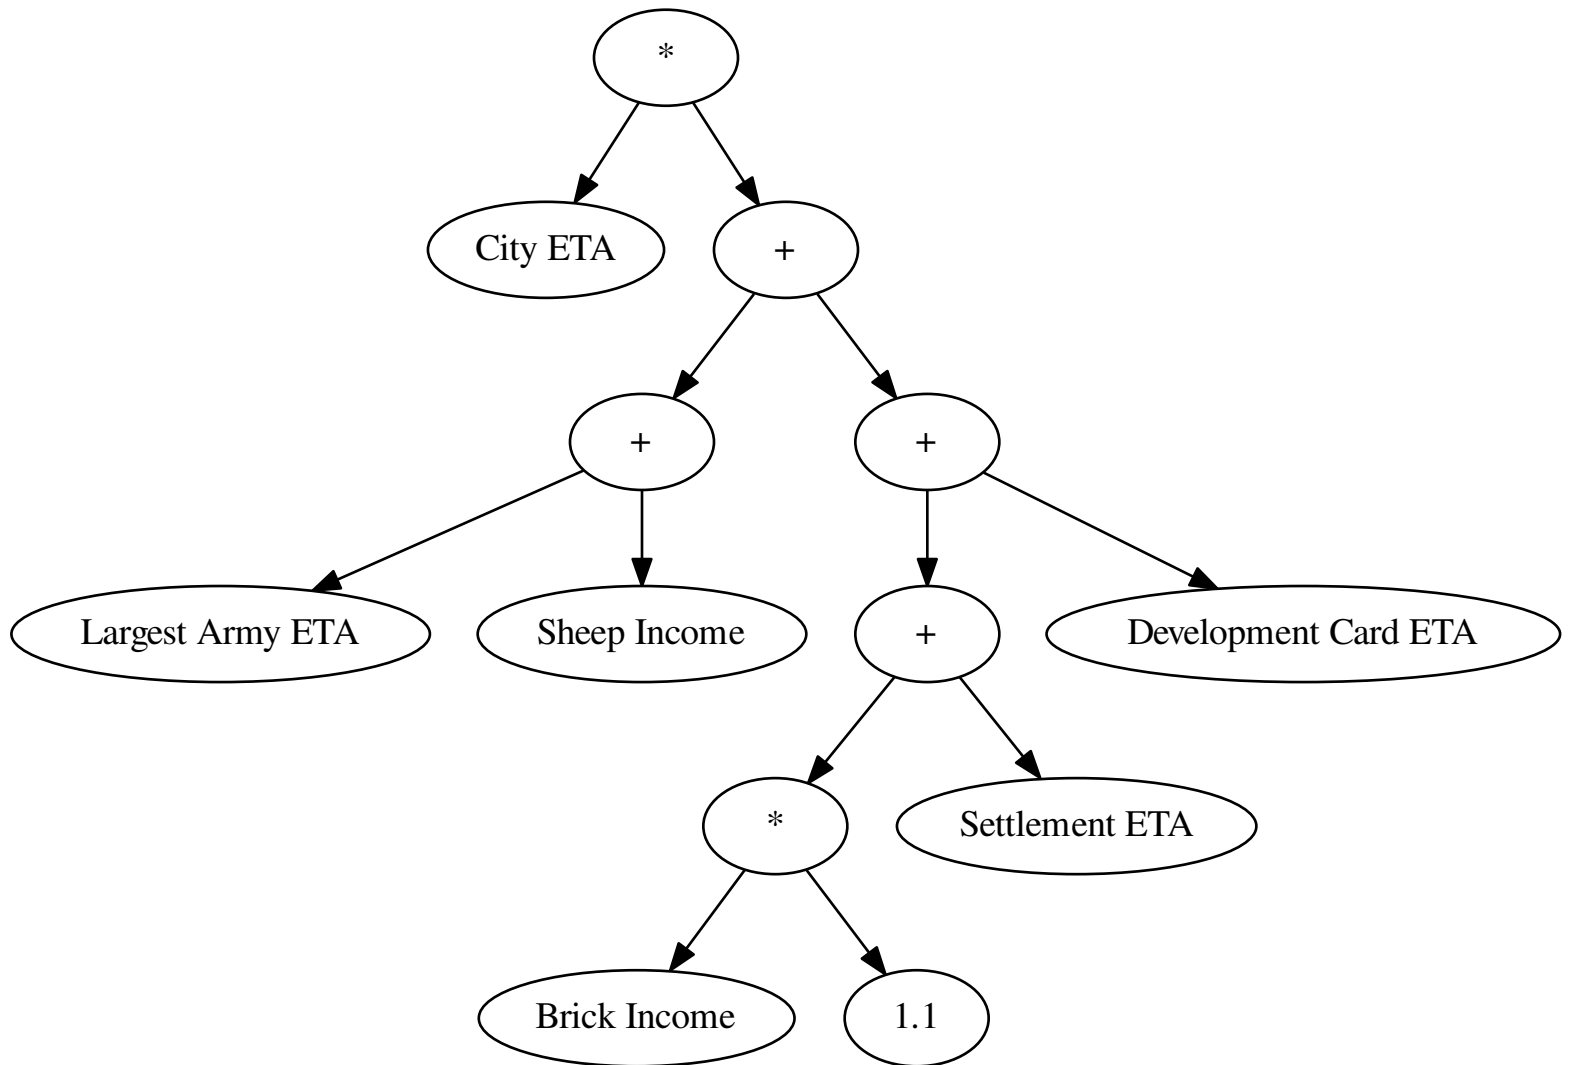 *
City ETA
+
+
+
Largest Army ETA
Sheep Income
+
Development Card ETA
*
Settlement ETA
Brick Income
1.1